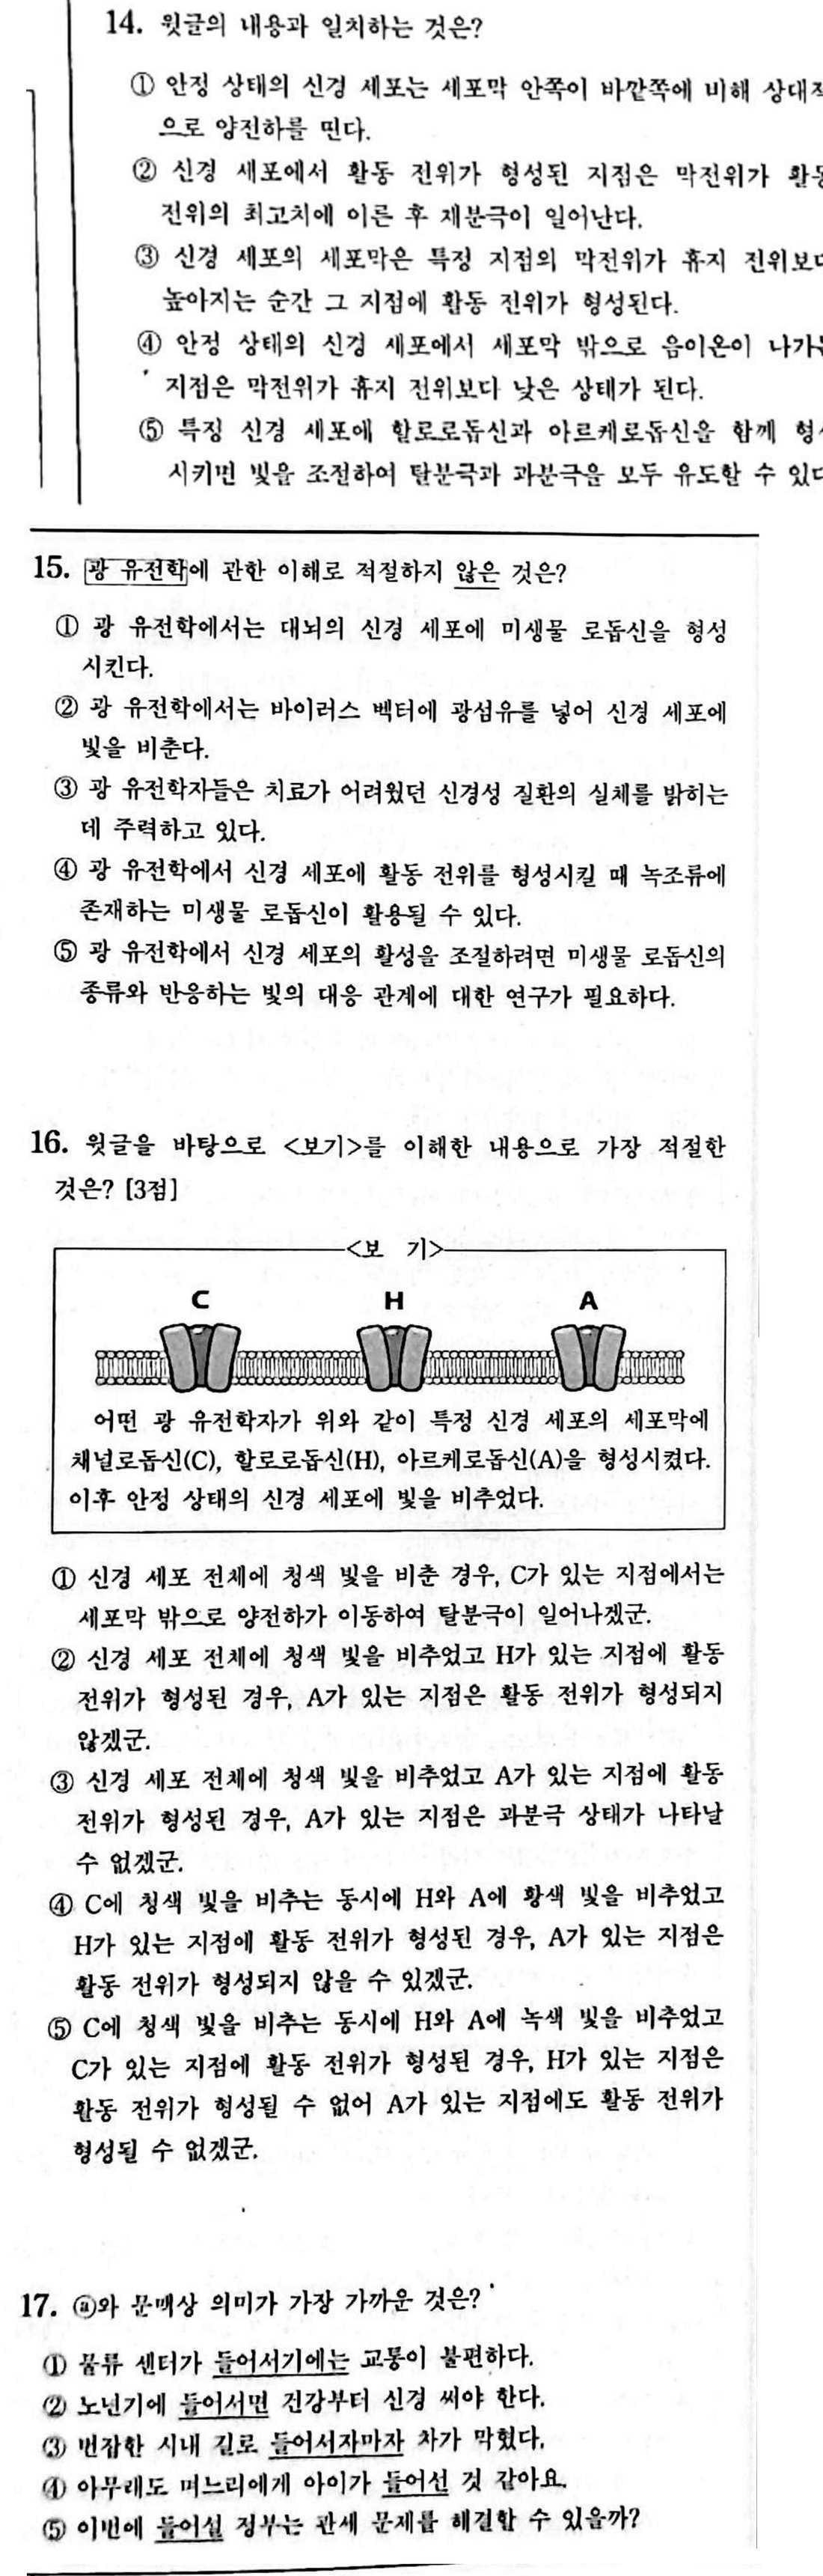 14. 윗글의 내용과 일치하는 것은?
① 안정 상태의 신경 세포는 세포막 안쪽이 바깥쪽에 비해 상대적
으로 양전하를 띤다.
② 신경 세포에서 활동 전위가 형성된 지점은 막전위가 활동
전위의 최고치에 이른 후 재분극이 일어난다.
③ 신경 세포의 세포막은 특정 지점의 막전위가 휴지 전위보다
높아지는 순간 그 지점에 활동 전위가 형성된다.
④ 안정 상태의 신경 세포에서 세포막 밖으로 음이온이 나가는
지점은 막전위가 휴지 전위보다 낮은 상태가 된다.
⑤ 특정 신경 세포에 할로로돕신과 아르케로돕신을 함께 형성
시키면 빛을 조절하여 탈분극과 과분극을 모두 유도할 수 있다
15. 광 유전학에 관한 이해로 적절하지 않은 것은?
① 광 유전학에서는 대뇌의 신경 세포에 미생물 로돕신을 형성
시킨다.
② 광 유전학에서는 바이러스 벡터에 광섬유를 넣어 신경 세포에
빛을 비춘다.
③ 광 유전학자들은 치료가 어려웠던 신경성 질환의 실체를 밝히는
데 주력하고 있다.
④ 광 유전학에서 신경 세포에 활동 전위를 형성시킬 때 녹조류에
존재하는 미생물 로돕신이 활용될 수 있다.
⑤ 광 유전학에서 신경 세포의 활성을 조절하려면 미생물 로돕신의
종류와 반응하는 빛의 대응 관계에 대한 연구가 필요하다.
16. 윗글을 바탕으로 <보기>를 이해한 내용으로 가장 적절한
것은? [3점]
<보 기>
C H A
어떤 광 유전학자가 위와 같이 특정 신경 세포의 세포막에
채널로돕신(C), 할로로돕신(H), 아르케로돕신(A)을 형성시켰다.
이후 안정 상태의 신경 세포에 빛을 비추었다.
① 신경 세포 전체에 청색 빛을 비춘 경우, C가 있는 지점에서는
세포막 밖으로 양전하가 이동하여 탈분극이 일어나겠군.
② 신경 세포 전체에 청색 빛을 비추었고 H가 있는 지점에 활동
전위가 형성된 경우, A가 있는 지점은 활동 전위가 형성되지
않겠군.
③ 신경 세포 전체에 청색 빛을 비추었고 A가 있는 지점에 활동
전위가 형성된 경우, A가 있는 지점은 과분극 상태가 나타날
수 없겠군.
④ C에 청색 빛을 비추는 동시에 H와 A에 황색 빛을 비추었고
H가 있는 지점에 활동 전위가 형성된 경우, A가 있는 지점은
활동 전위가 형성되지 않을 수 있겠군.
⑤ C에 청색 빛을 비추는 동시에 H와 A에 녹색 빛을 비추었고
C가 있는 지점에 활동 전위가 형성된 경우, H가 있는 지점은
활동 전위가 형성될 수 없어 A가 있는 지점에도 활동 전위가
형성될 수 없겠군.
17. ⓐ와 문맥상 의미가 가장 가까운 것은?
① 물류 센터가 들어서기에는 교통이 불편하다.
② 노년기에 들어서면 건강부터 신경 써야 한다.
③ 번잡한 시내 길로 들어서자마자 차가 막혔다.
④ 아무래도 며느리에게 아이가 들어선 것 같아요.
⑤ 이번에 들어설 정부는 관세 문제를 해결할 수 있을까?